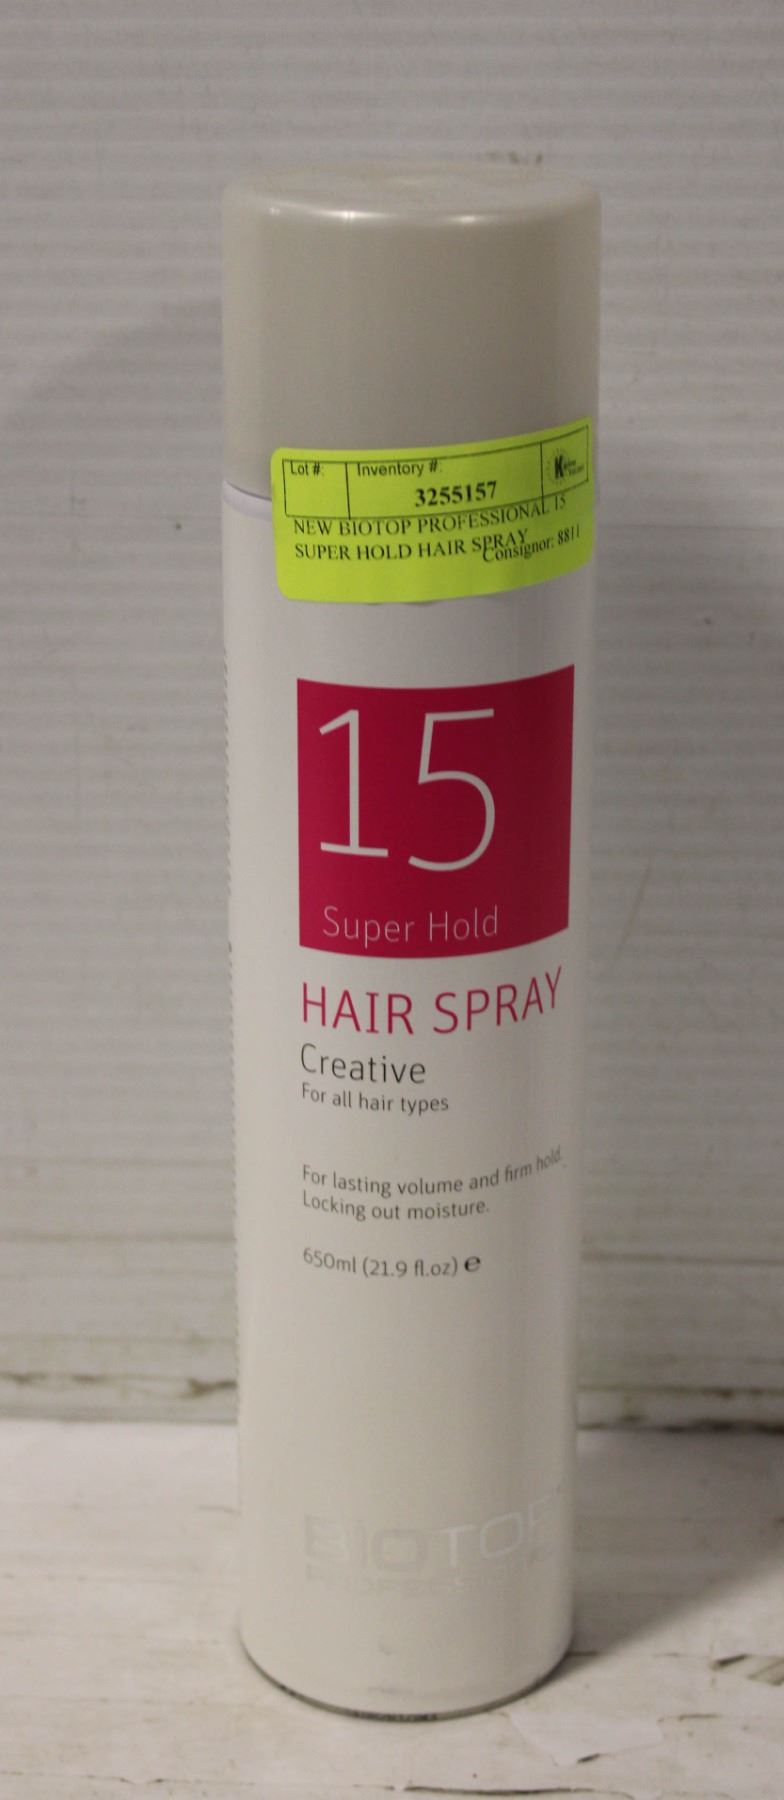 Lot #: Inventory #:
3255157
NEW BIOTOP PROFESSIONAL 15
SUPER HOLD HAIR SPRAY
Consignor: 8811
15
Super Hold
HAIR SPRAY
Creative
For all hair types
For lasting volume and firm hold.
Locking out moisture.
650ml (21.9 fl.oz) ℮
BIOTOP